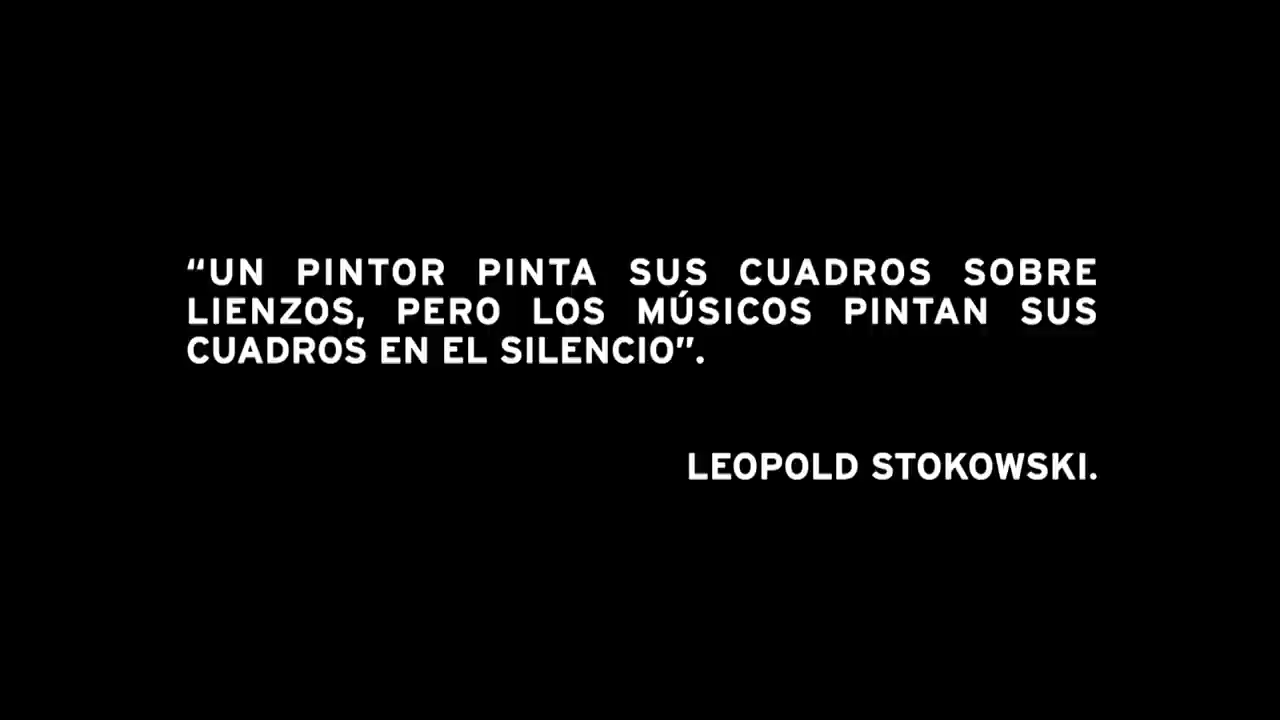 “UN PINTOR PINTA SUS CUADROS SOBRE
LIENZOS, PERO LOS MÚSICOS PINTAN SUS
CUADROS EN EL SILENCIO”.
LEOPOLD STOKOWSKI.